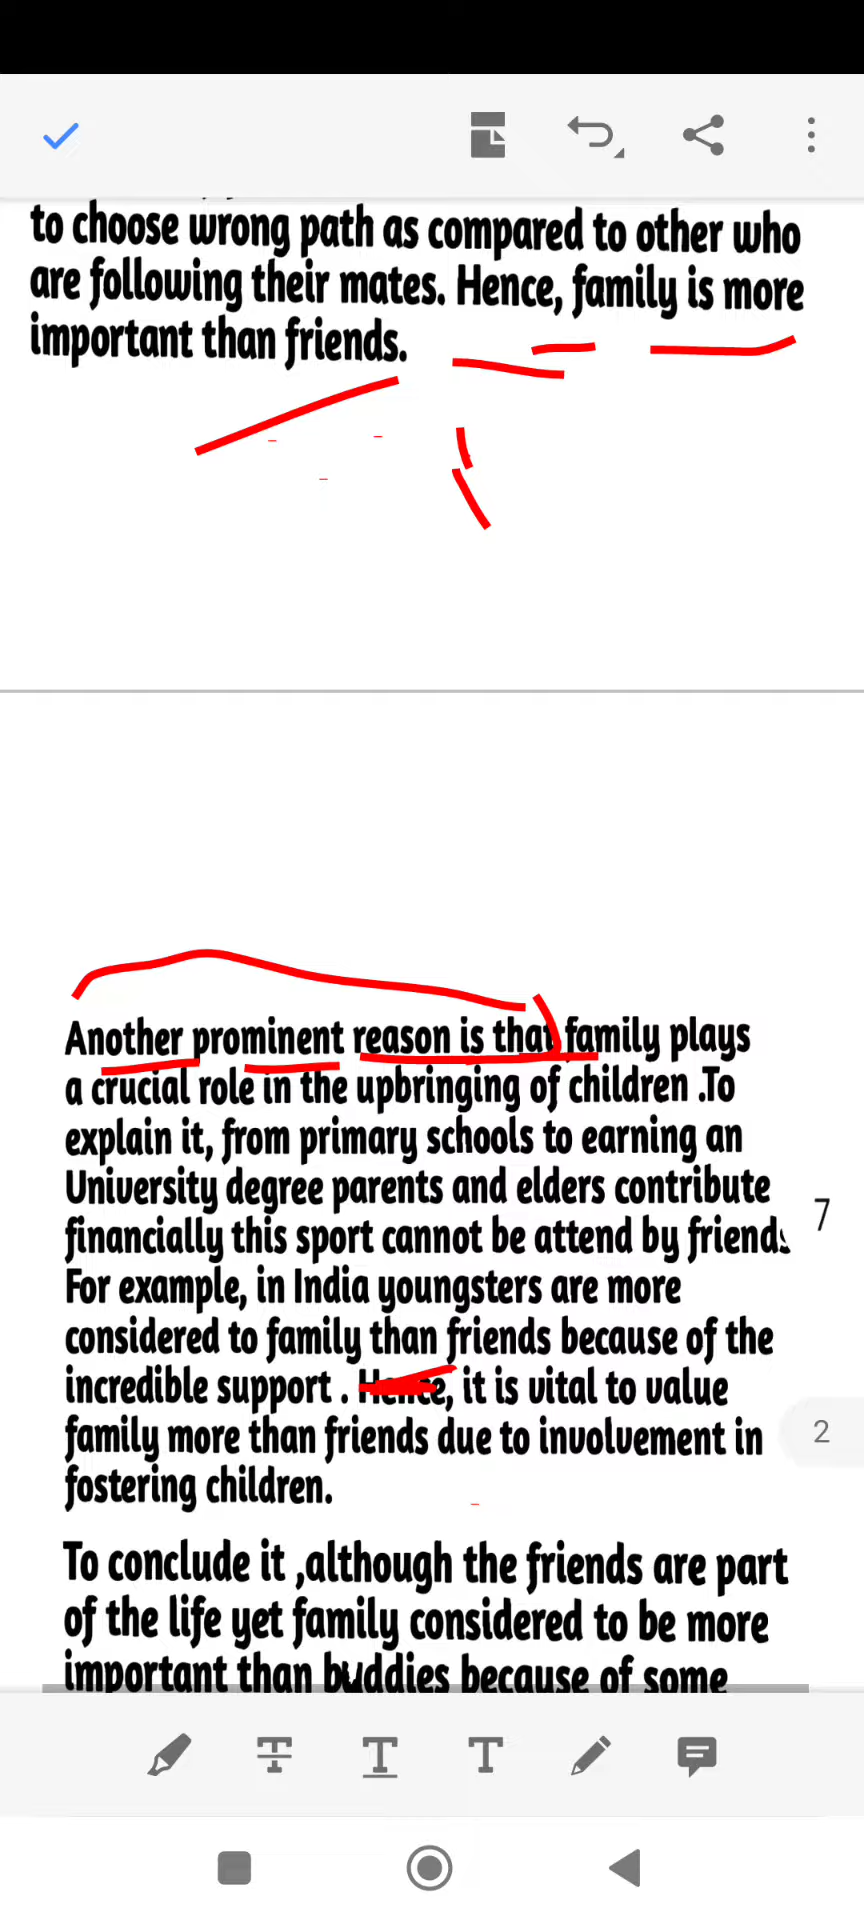 to choose wrong path as compared to other who
are following their mates. Hence, family is more
important than friends.
Another prominent reason is that family plays
a crucial role in the upbringing of children .To
explain it, from primary schools to earning an
University degree parents and elders contribute
financially this sport cannot be attend by friends
7
For example, in India youngsters are more
considered to family than friends because of the
incredible support . Hence, it is vital to value
family more than friends due to involvement in
2
fostering children.
To conclude it ,although the friends are part
of the life yet family considered to be more
important than buddies because of some